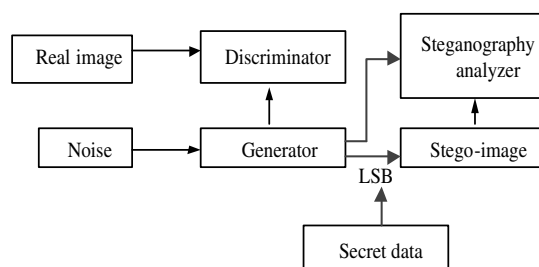 Real image
Discriminator
Steganography
analyzer
Noise
Generator
Stego-image
LSB
Secret data